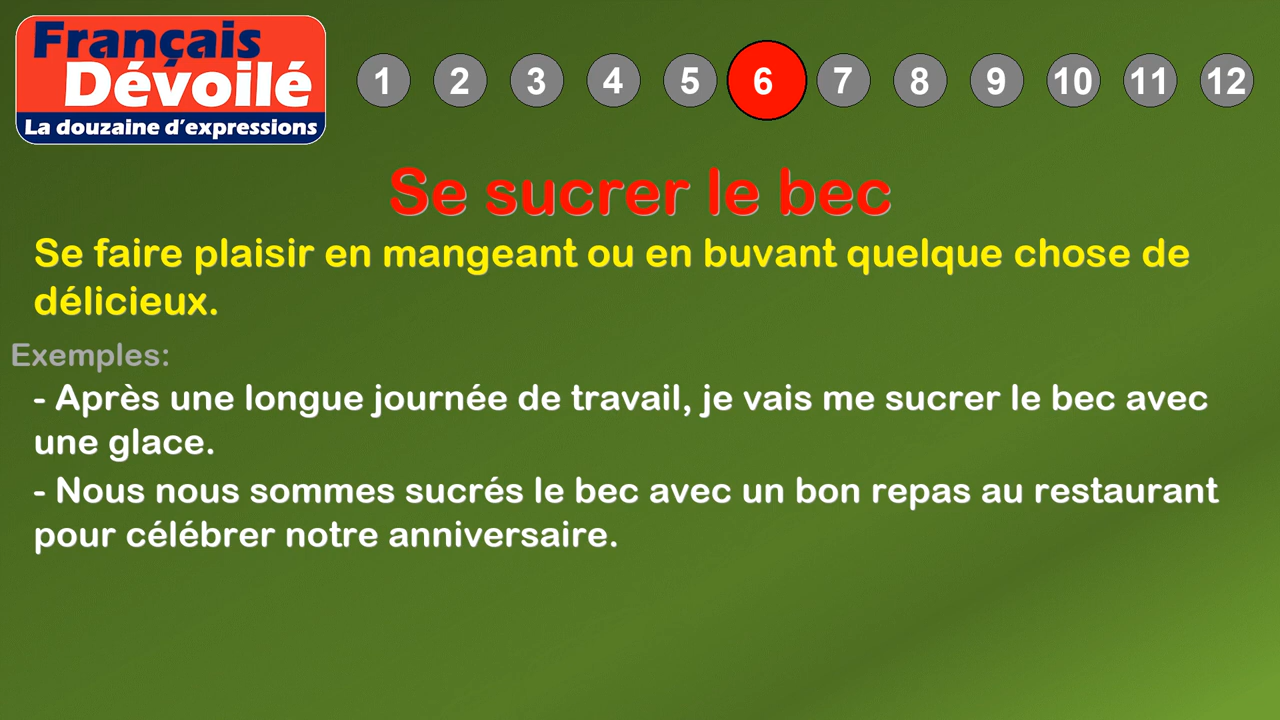 Français
Dévoilé
La douzaine d'expressions
1 2 3 4 5 6 7 8 9 10 11 12
Se sucrer le bec
Se faire plaisir en mangeant ou en buvant quelque chose de
délicieux.
Exemples:
- Après une longue journée de travail, je vais me sucrer le bec avec
une glace.
- Nous nous sommes sucrés le bec avec un bon repas au restaurant
pour célébrer notre anniversaire.